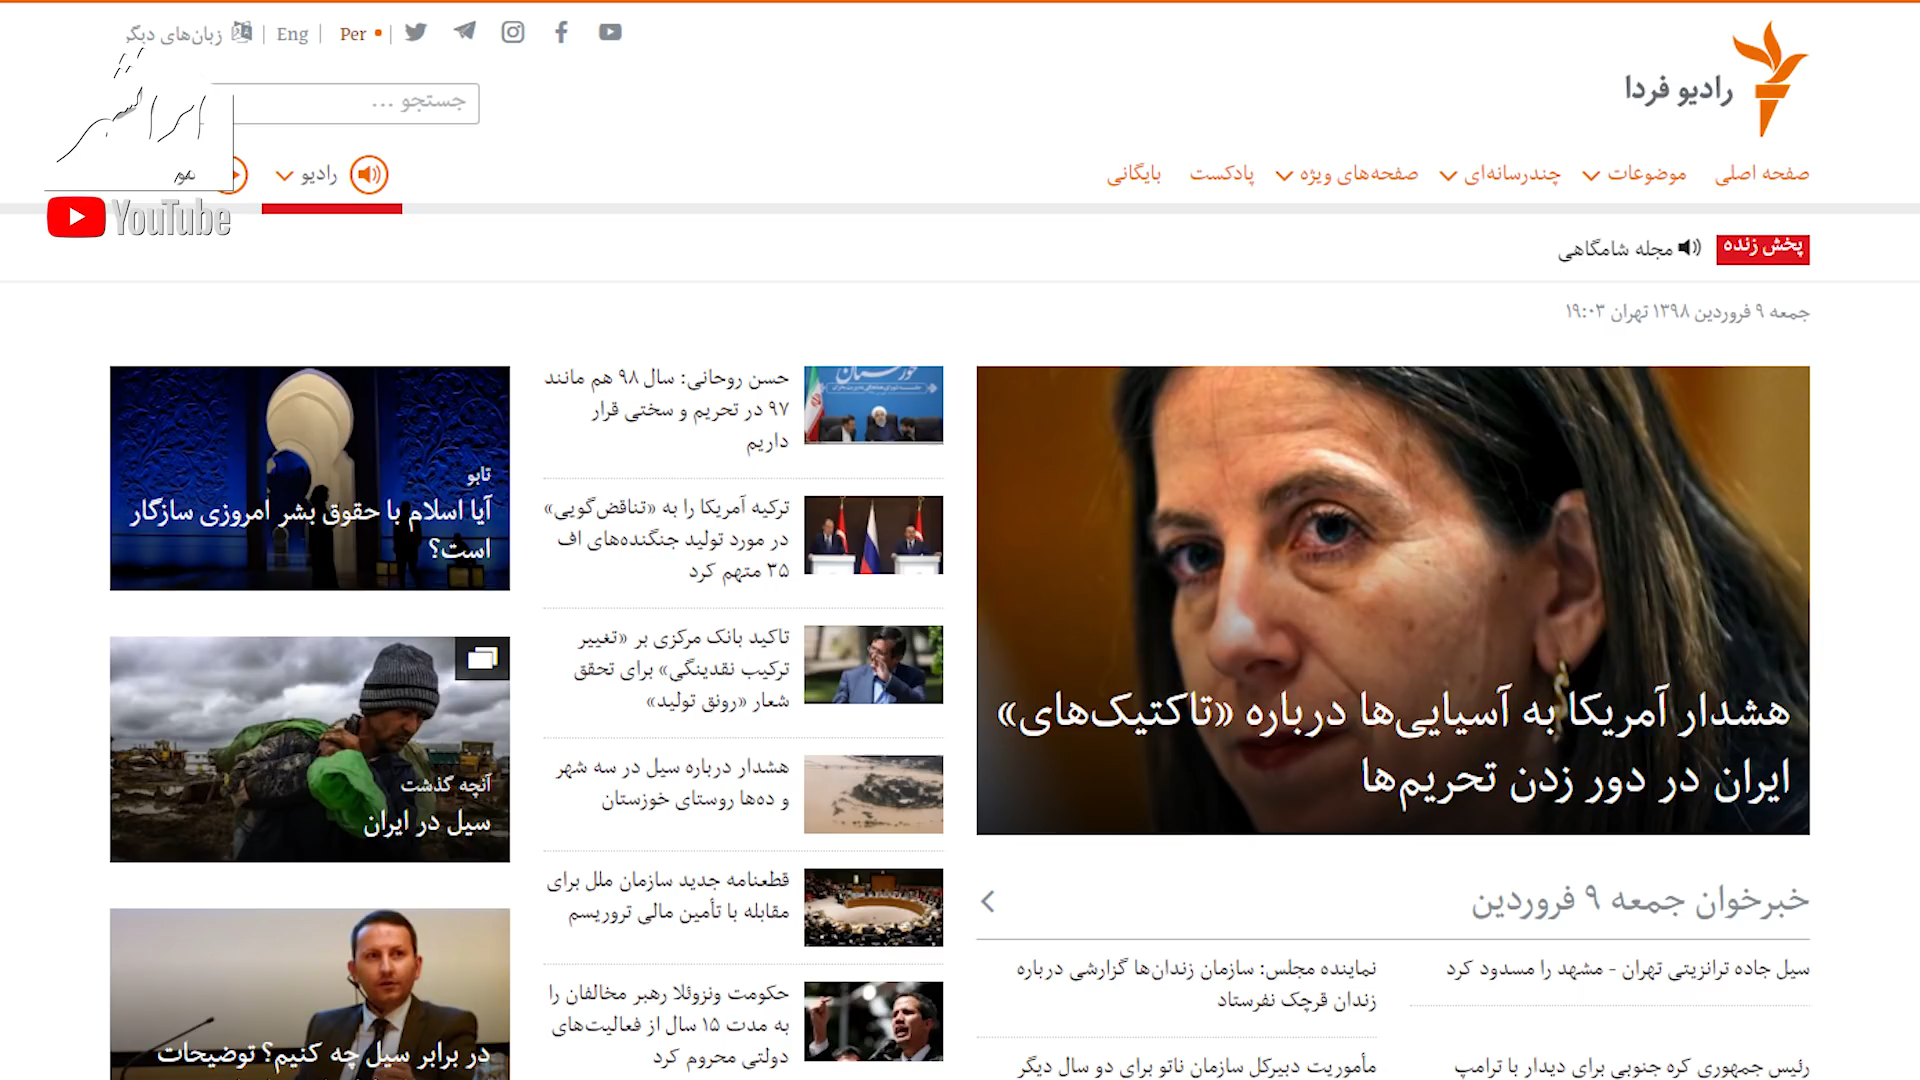 زبان‌های دیگر | Eng | Per
رادیو فردا
جستجو ...
ایرانشهر
YouTube
صفحه اصلی موضوعات چندرسانه‌ای صفحه‌های ویژه پادکست بایگانی
رادیو
پخش زنده مجله شامگاهی
جمعه ۹ فروردین ۱۳۹۸ تهران ۱۹:۰۳
هشدار آمریکا به آسیایی‌ها درباره «تاکتیک‌های»
ایران در دور زدن تحریم‌ها
خبرخوان جمعه ۹ فروردین
سیل جاده ترانزیتی تهران - مشهد را مسدود کرد
رئیس جمهوری کره جنوبی برای دیدار با ترامپ
نماینده مجلس: سازمان زندان‌ها گزارشی درباره
زندان قرچک نفرستاد
مأموریت دبیرکل سازمان ناتو برای دو سال دیگر
حسن روحانی: سال ۹۸ هم مانند
۹۷ در تحریم و سختی قرار
داریم
ترکیه آمریکا را به «تناقض‌گویی»
در مورد تولید جنگنده‌های اف
۳۵ متهم کرد
تاکید بانک مرکزی بر «تغییر
ترکیب نقدینگی» برای تحقق
شعار «رونق تولید»
هشدار درباره سیل در سه شهر
و ده‌ها روستای خوزستان
قطعنامه جدید سازمان ملل برای
مقابله با تأمین مالی تروریسم
حکومت ونزوئلا رهبر مخالفان را
به مدت ۱۵ سال از فعالیت‌های
دولتی محروم کرد
تابو
آیا اسلام با حقوق بشر امروزی سازگار
است؟
آنچه گذشت
سیل در ایران
در برابر سیل چه کنیم؟ توضیحات